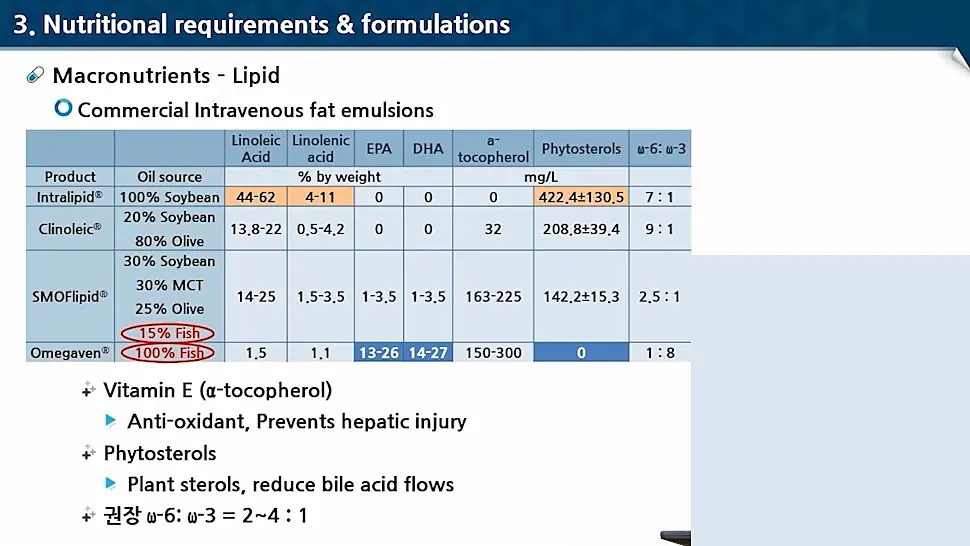 3. Nutritional requirements & formulations
Macronutrients - Lipid
Commercial Intravenous fat emulsions
Linoleic Acid Linolenic acid EPA DHA a-tocopherol Phytosterols ω-6: ω-3
Product Oil source % by weight mg/L
Intralipid® 100% Soybean 44-62 4-11 0 0 0 422.4±130.5 7 : 1
Clinoleic® 20% Soybean 80% Olive 13.8-22 0.5-4.2 0 0 32 208.8±39.4 9 : 1
SMOFlipid® 30% Soybean 30% MCT 25% Olive 15% Fish 14-25 1.5-3.5 1-3.5 1-3.5 163-225 142.2±15.3 2.5 : 1
Omegaven® 100% Fish 1.5 1.1 13-26 14-27 150-300 0 1 : 8
Vitamin E (α-tocopherol)
Anti-oxidant, Prevents hepatic injury
Phytosterols
Plant sterols, reduce bile acid flows
권장 ω-6: ω-3 = 2~4 : 1